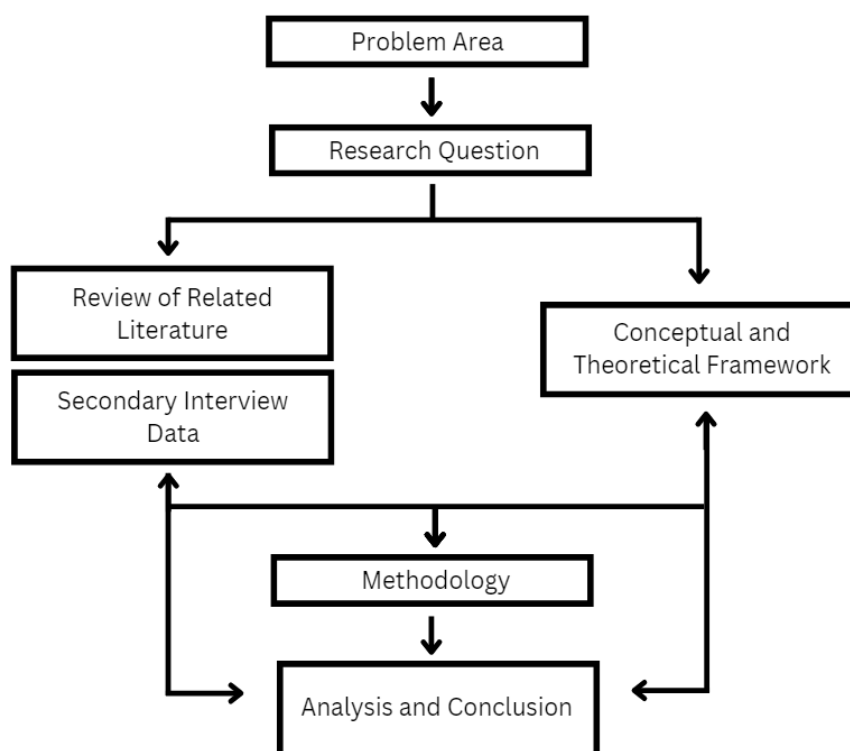 Problem Area
Research Question
Review of Related
Literature
Secondary Interview
Data
Conceptual and
Theoretical Framework
Methodology
Analysis and Conclusion